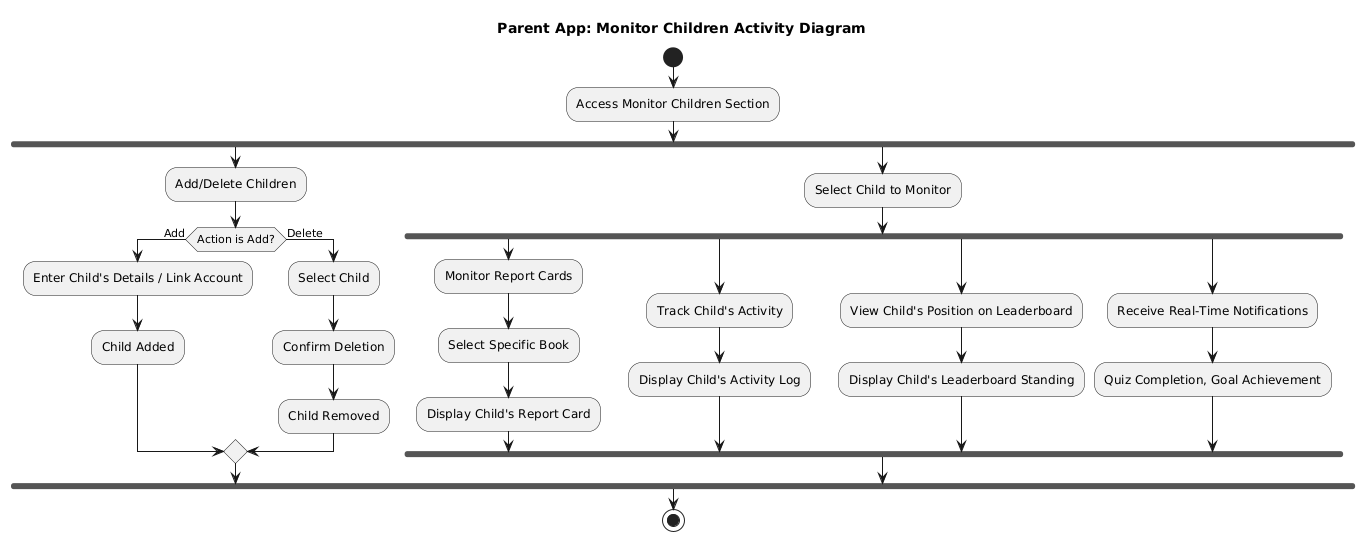 Parent App: Monitor Children Activity Diagram
Access Monitor Children Section
Add/Delete Children
Action is Add?
Add
Delete
Enter Child's Details / Link Account
Child Added
Select Child
Confirm Deletion
Child Removed
Select Child to Monitor
Monitor Report Cards
Select Specific Book
Display Child's Report Card
Track Child's Activity
Display Child's Activity Log
View Child's Position on Leaderboard
Display Child's Leaderboard Standing
Receive Real-Time Notifications
Quiz Completion, Goal Achievement